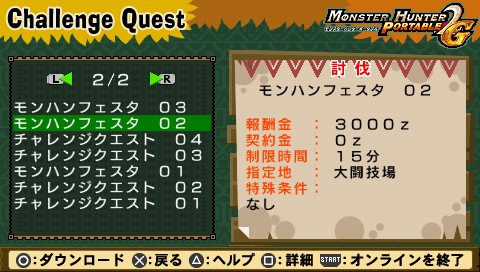 Challenge Quest
MONSTER HUNTER
PORTABLE 2nd G
L 2/2 R
モンハンフェスタ 03
モンハンフェスタ 02
チャレンジクエスト 04
チャレンジクエスト 03
モンハンフェスタ 01
チャレンジクエスト 02
チャレンジクエスト 01
討伐
モンハンフェスタ 02
報酬金 : 3000z
契約金 : 0z
制限時間: 15分
指定地 : 大闘技場
特殊条件:
なし
○:ダウンロード ×:戻る △:ヘルプ □:詳細 START:オンラインを終了